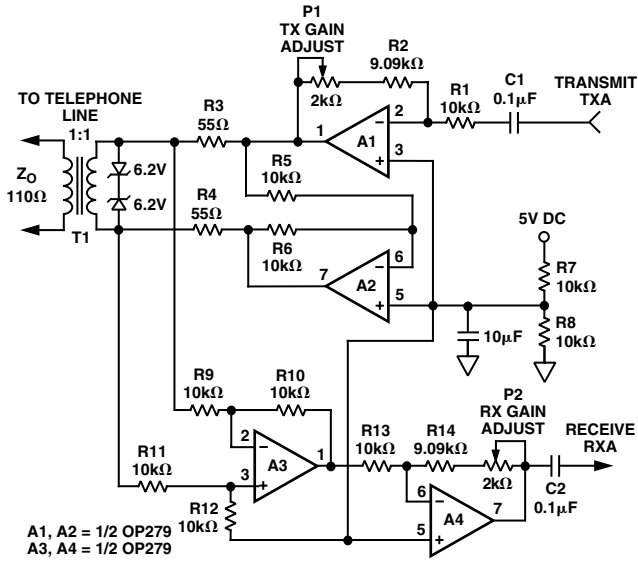 P1
TX GAIN
ADJUST
2kΩ
R2
9.09kΩ
R1
10kΩ
C1
0.1µF
TRANSMIT
TXA
TO TELEPHONE
LINE
1:1
R3
55Ω
1
A1
2
3
ZO
110Ω
6.2V
6.2V
T1
R5
10kΩ
R4
55Ω
R6
10kΩ
7
A2
6
5
5V DC
R7
10kΩ
R8
10kΩ
10µF
R9
10kΩ
R10
10kΩ
2
3
A3
1
R11
10kΩ
R12
10kΩ
R13
10kΩ
R14
9.09kΩ
P2
RX GAIN
ADJUST
2kΩ
RECEIVE
RXA
C2
0.1µF
6
5
A4
7
A1, A2 = 1/2 OP279
A3, A4 = 1/2 OP279